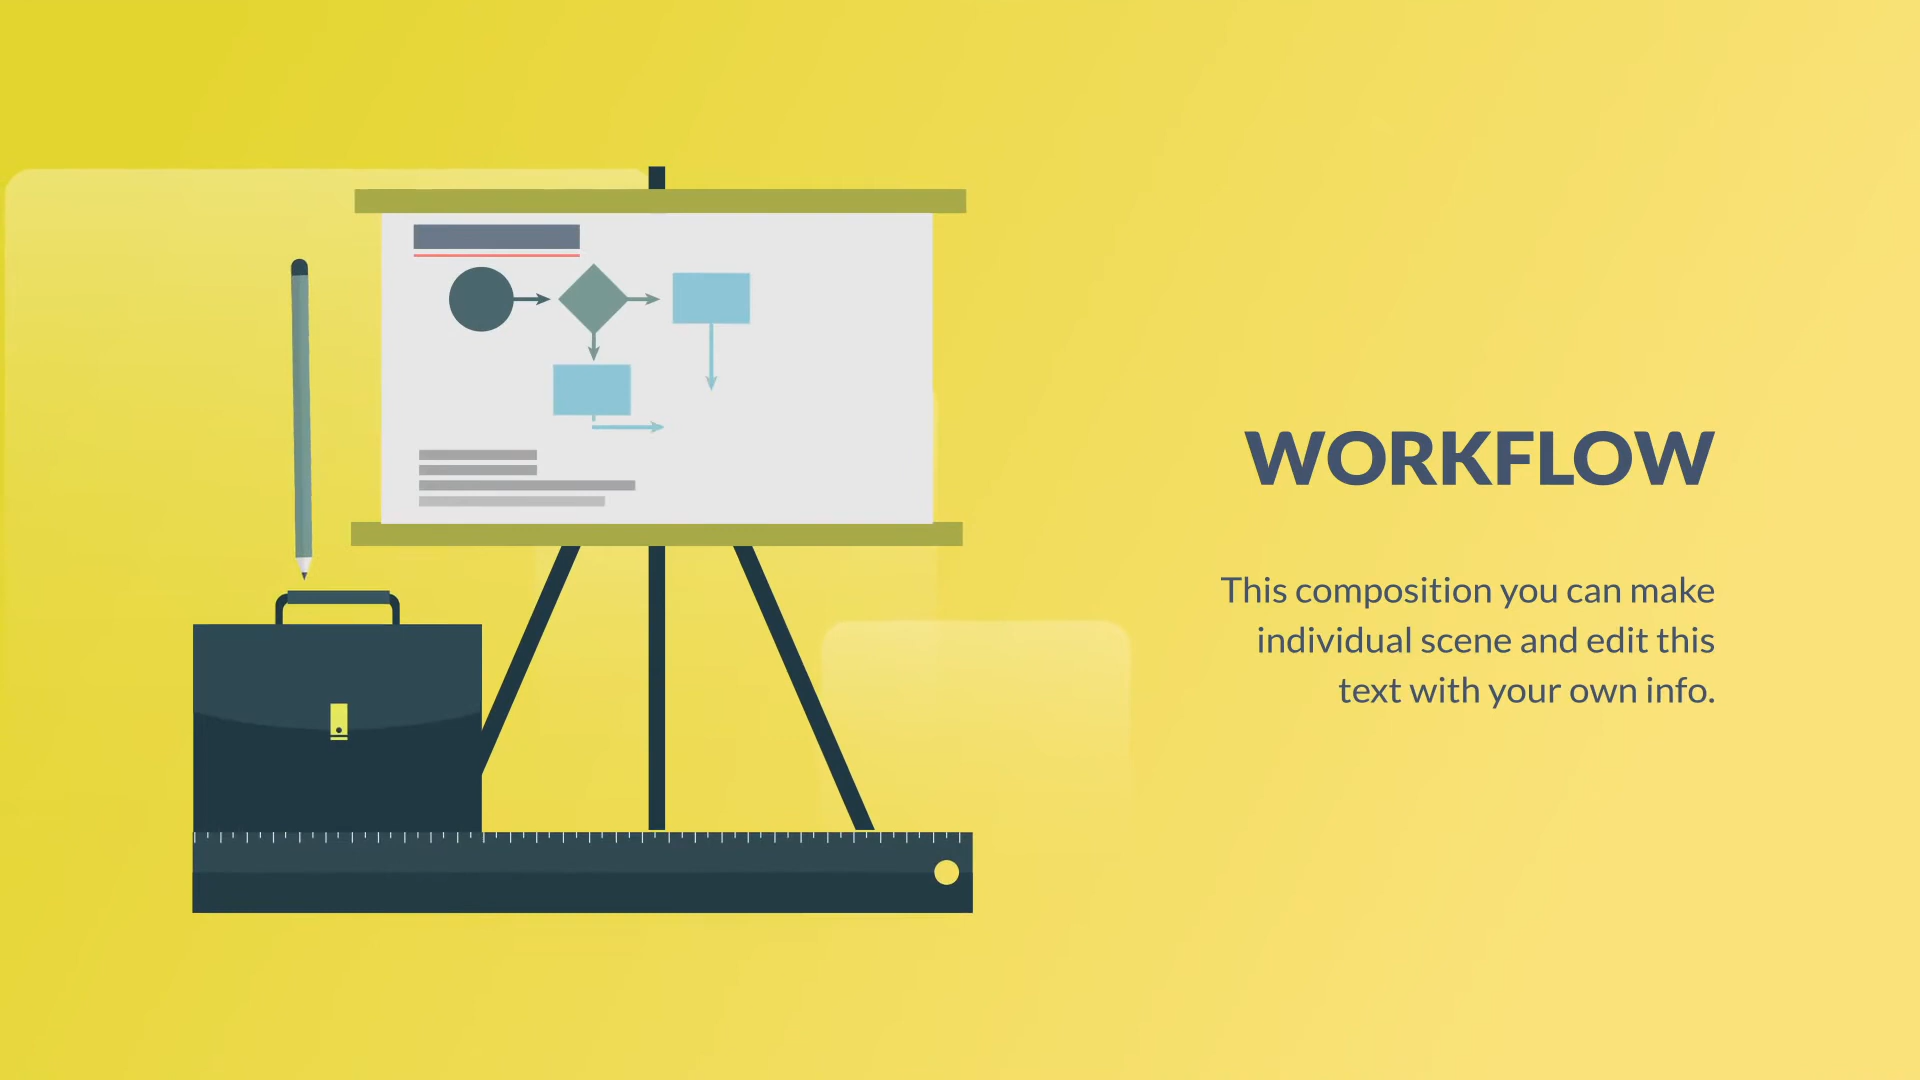 WORKFLOW
This composition you can make
individual scene and edit this
text with your own info.